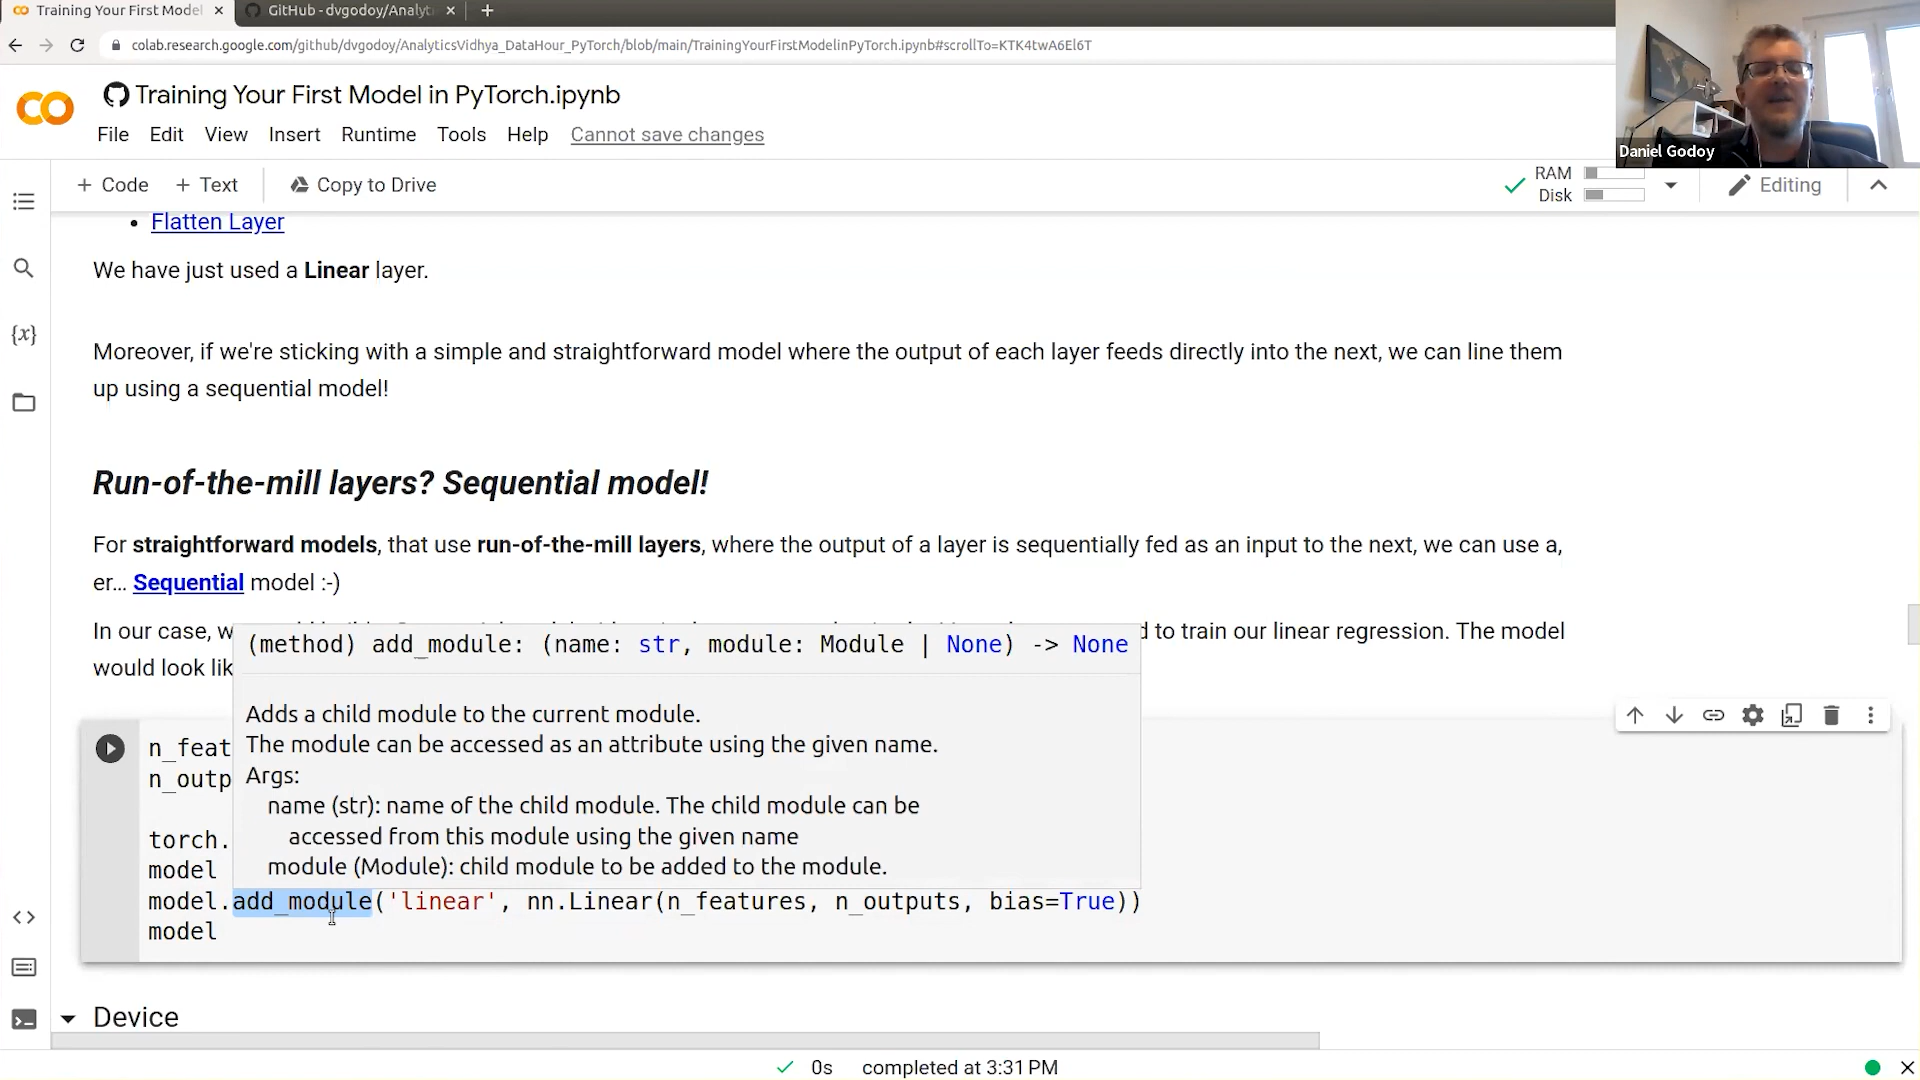 Training Your First Model
GitHub - dvgodoy/Analyt
colab.research.google.com/github/dvgodoy/AnalyticsVidhya_DataHour_PyTorch/blob/main/TrainingYourFirstModelinPyTorch.ipynb#scrollTo=KTK4twA6El6T
Training Your First Model in PyTorch.ipynb
File Edit View Insert Runtime Tools Help Cannot save changes
Daniel Godoy
+ Code + Text Copy to Drive
RAM
Disk
Editing
• Flatten Layer
We have just used a Linear layer.
Moreover, if we're sticking with a simple and straightforward model where the output of each layer feeds directly into the next, we can line them
up using a sequential model!
Run-of-the-mill layers? Sequential model!
For straightforward models, that use run-of-the-mill layers, where the output of a layer is sequentially fed as an input to the next, we can use a,
er... Sequential model :-)
In our case, w
d to train our linear regression. The model
would look lik
(method) add_module: (name: str, module: Module | None) -> None
Adds a child module to the current module.
The module can be accessed as an attribute using the given name.
Args:
name (str): name of the child module. The child module can be
accessed from this module using the given name
module (Module): child module to be added to the module.
n_feat
n_outp
torch.
model
model.add_module('linear', nn.Linear(n_features, n_outputs, bias=True))
model
Device
0s completed at 3:31 PM